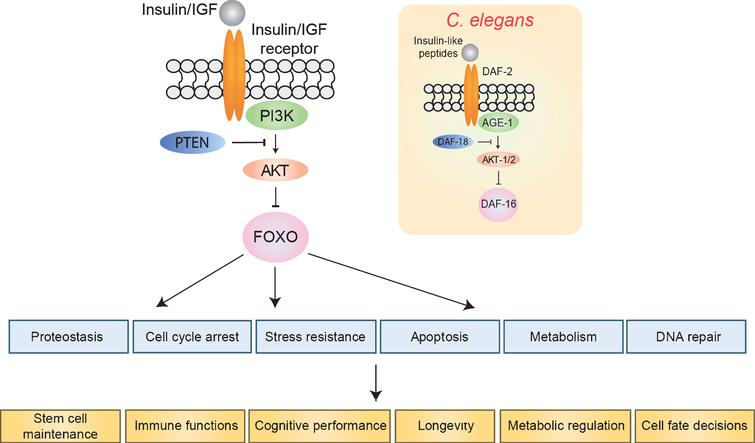 Insulin/IGF
Insulin/IGF
receptor
PI3K
PTEN
AKT
FOXO
C. elegans
Insulin-like
peptides
DAF-2
AGE-1
DAF-18
AKT-1/2
DAF-16
Proteostasis
Cell cycle arrest
Stress resistance
Apoptosis
Metabolism
DNA repair
Stem cell
maintenance
Immune functions
Cognitive performance
Longevity
Metabolic regulation
Cell fate decisions